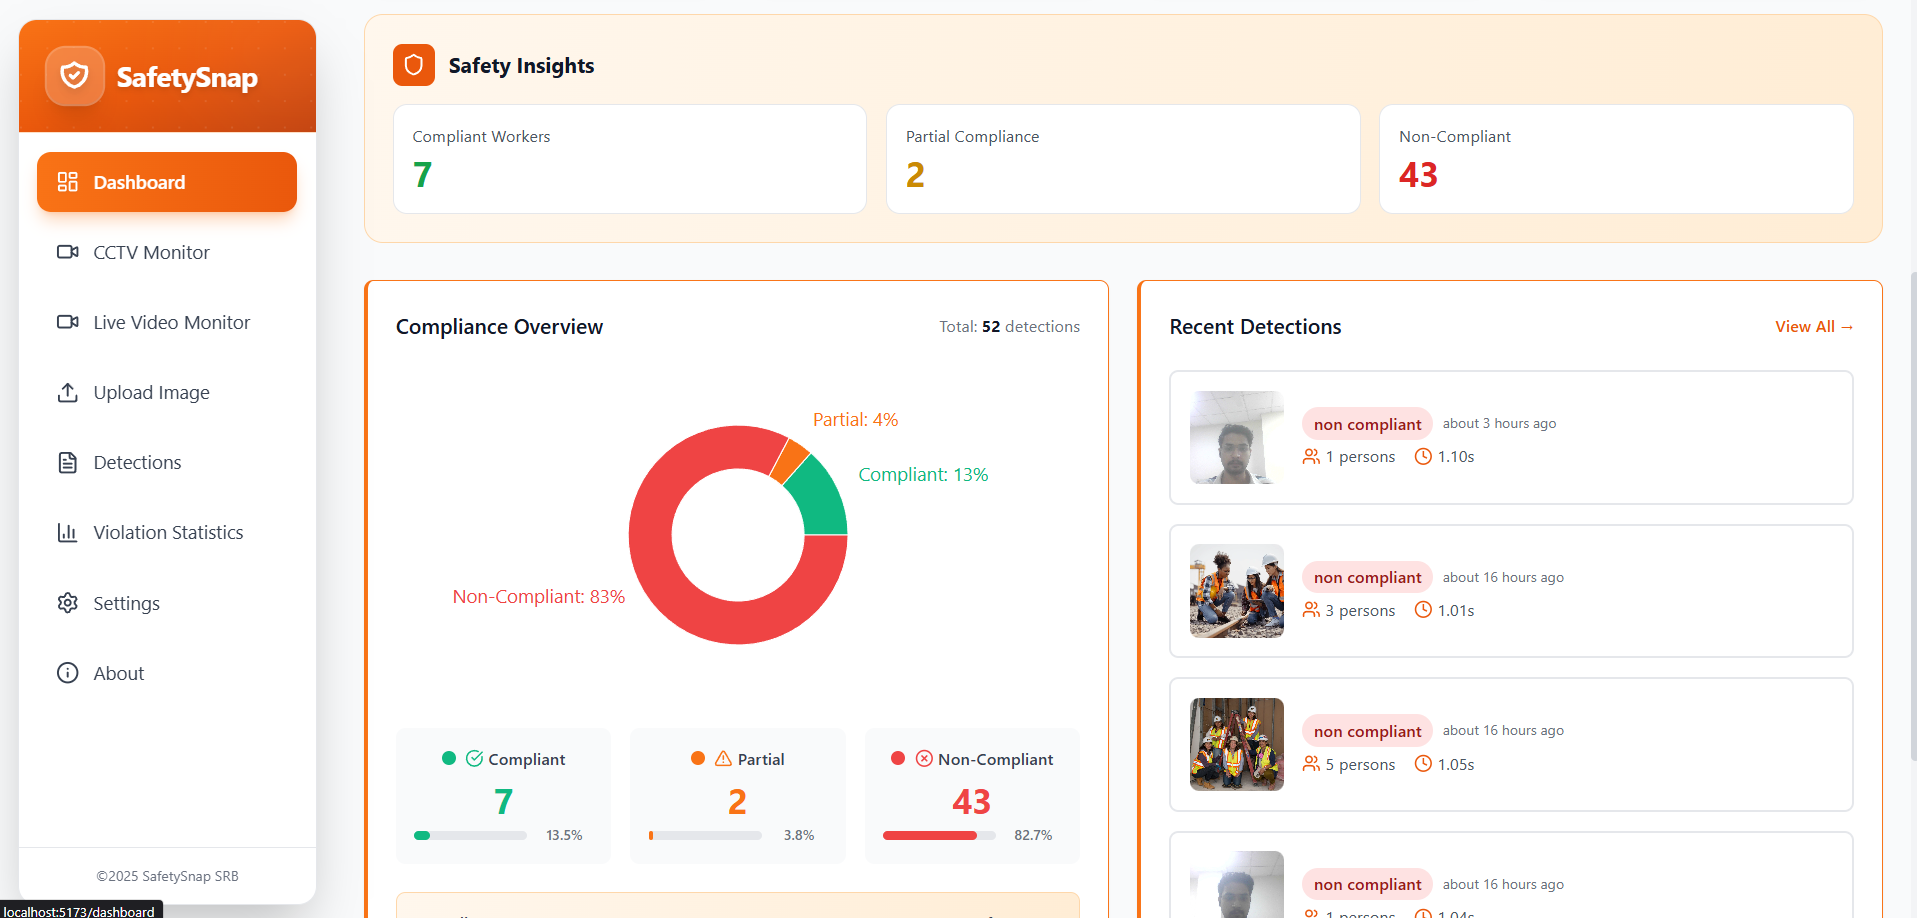 SafetySnap
Dashboard
CCTV Monitor
Live Video Monitor
Upload Image
Detections
Violation Statistics
Settings
About
©2025 SafetySnap SRB
localhost:5173/dashboard
Safety Insights
Compliant Workers
7
Partial Compliance
2
Non-Compliant
43
Compliance Overview
Total: 52 detections
Partial: 4%
Compliant: 13%
Non-Compliant: 83%
Compliant
7
13.5%
Partial
2
3.8%
Non-Compliant
43
82.7%
Recent Detections
View All →
non compliant about 3 hours ago
1 persons 1.10s
non compliant about 16 hours ago
3 persons 1.01s
non compliant about 16 hours ago
5 persons 1.05s
non compliant about 16 hours ago
1 persons 1.04s